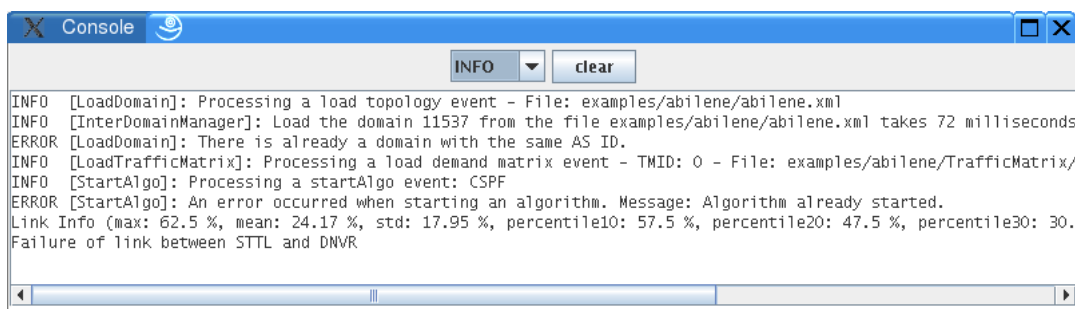 Console
INFO clear
INFO [LoadDomain]: Processing a load topology event - File: examples/abilene/abilene.xml
INFO [InterDomainManager]: Load the domain 11537 from the file examples/abilene/abilene.xml takes 72 milliseconds
ERROR [LoadDomain]: There is already a domain with the same AS ID.
INFO [LoadTrafficMatrix]: Processing a load demand matrix event - TMID: 0 - File: examples/abilene/TrafficMatrix/
INFO [StartAlgo]: Processing a startAlgo event: CSPF
ERROR [StartAlgo]: An error occurred when starting an algorithm. Message: Algorithm already started.
Link Info (max: 62.5 %, mean: 24.17 %, std: 17.95 %, percentile10: 57.5 %, percentile20: 47.5 %, percentile30: 30.
Failure of link between STTL and DNVR